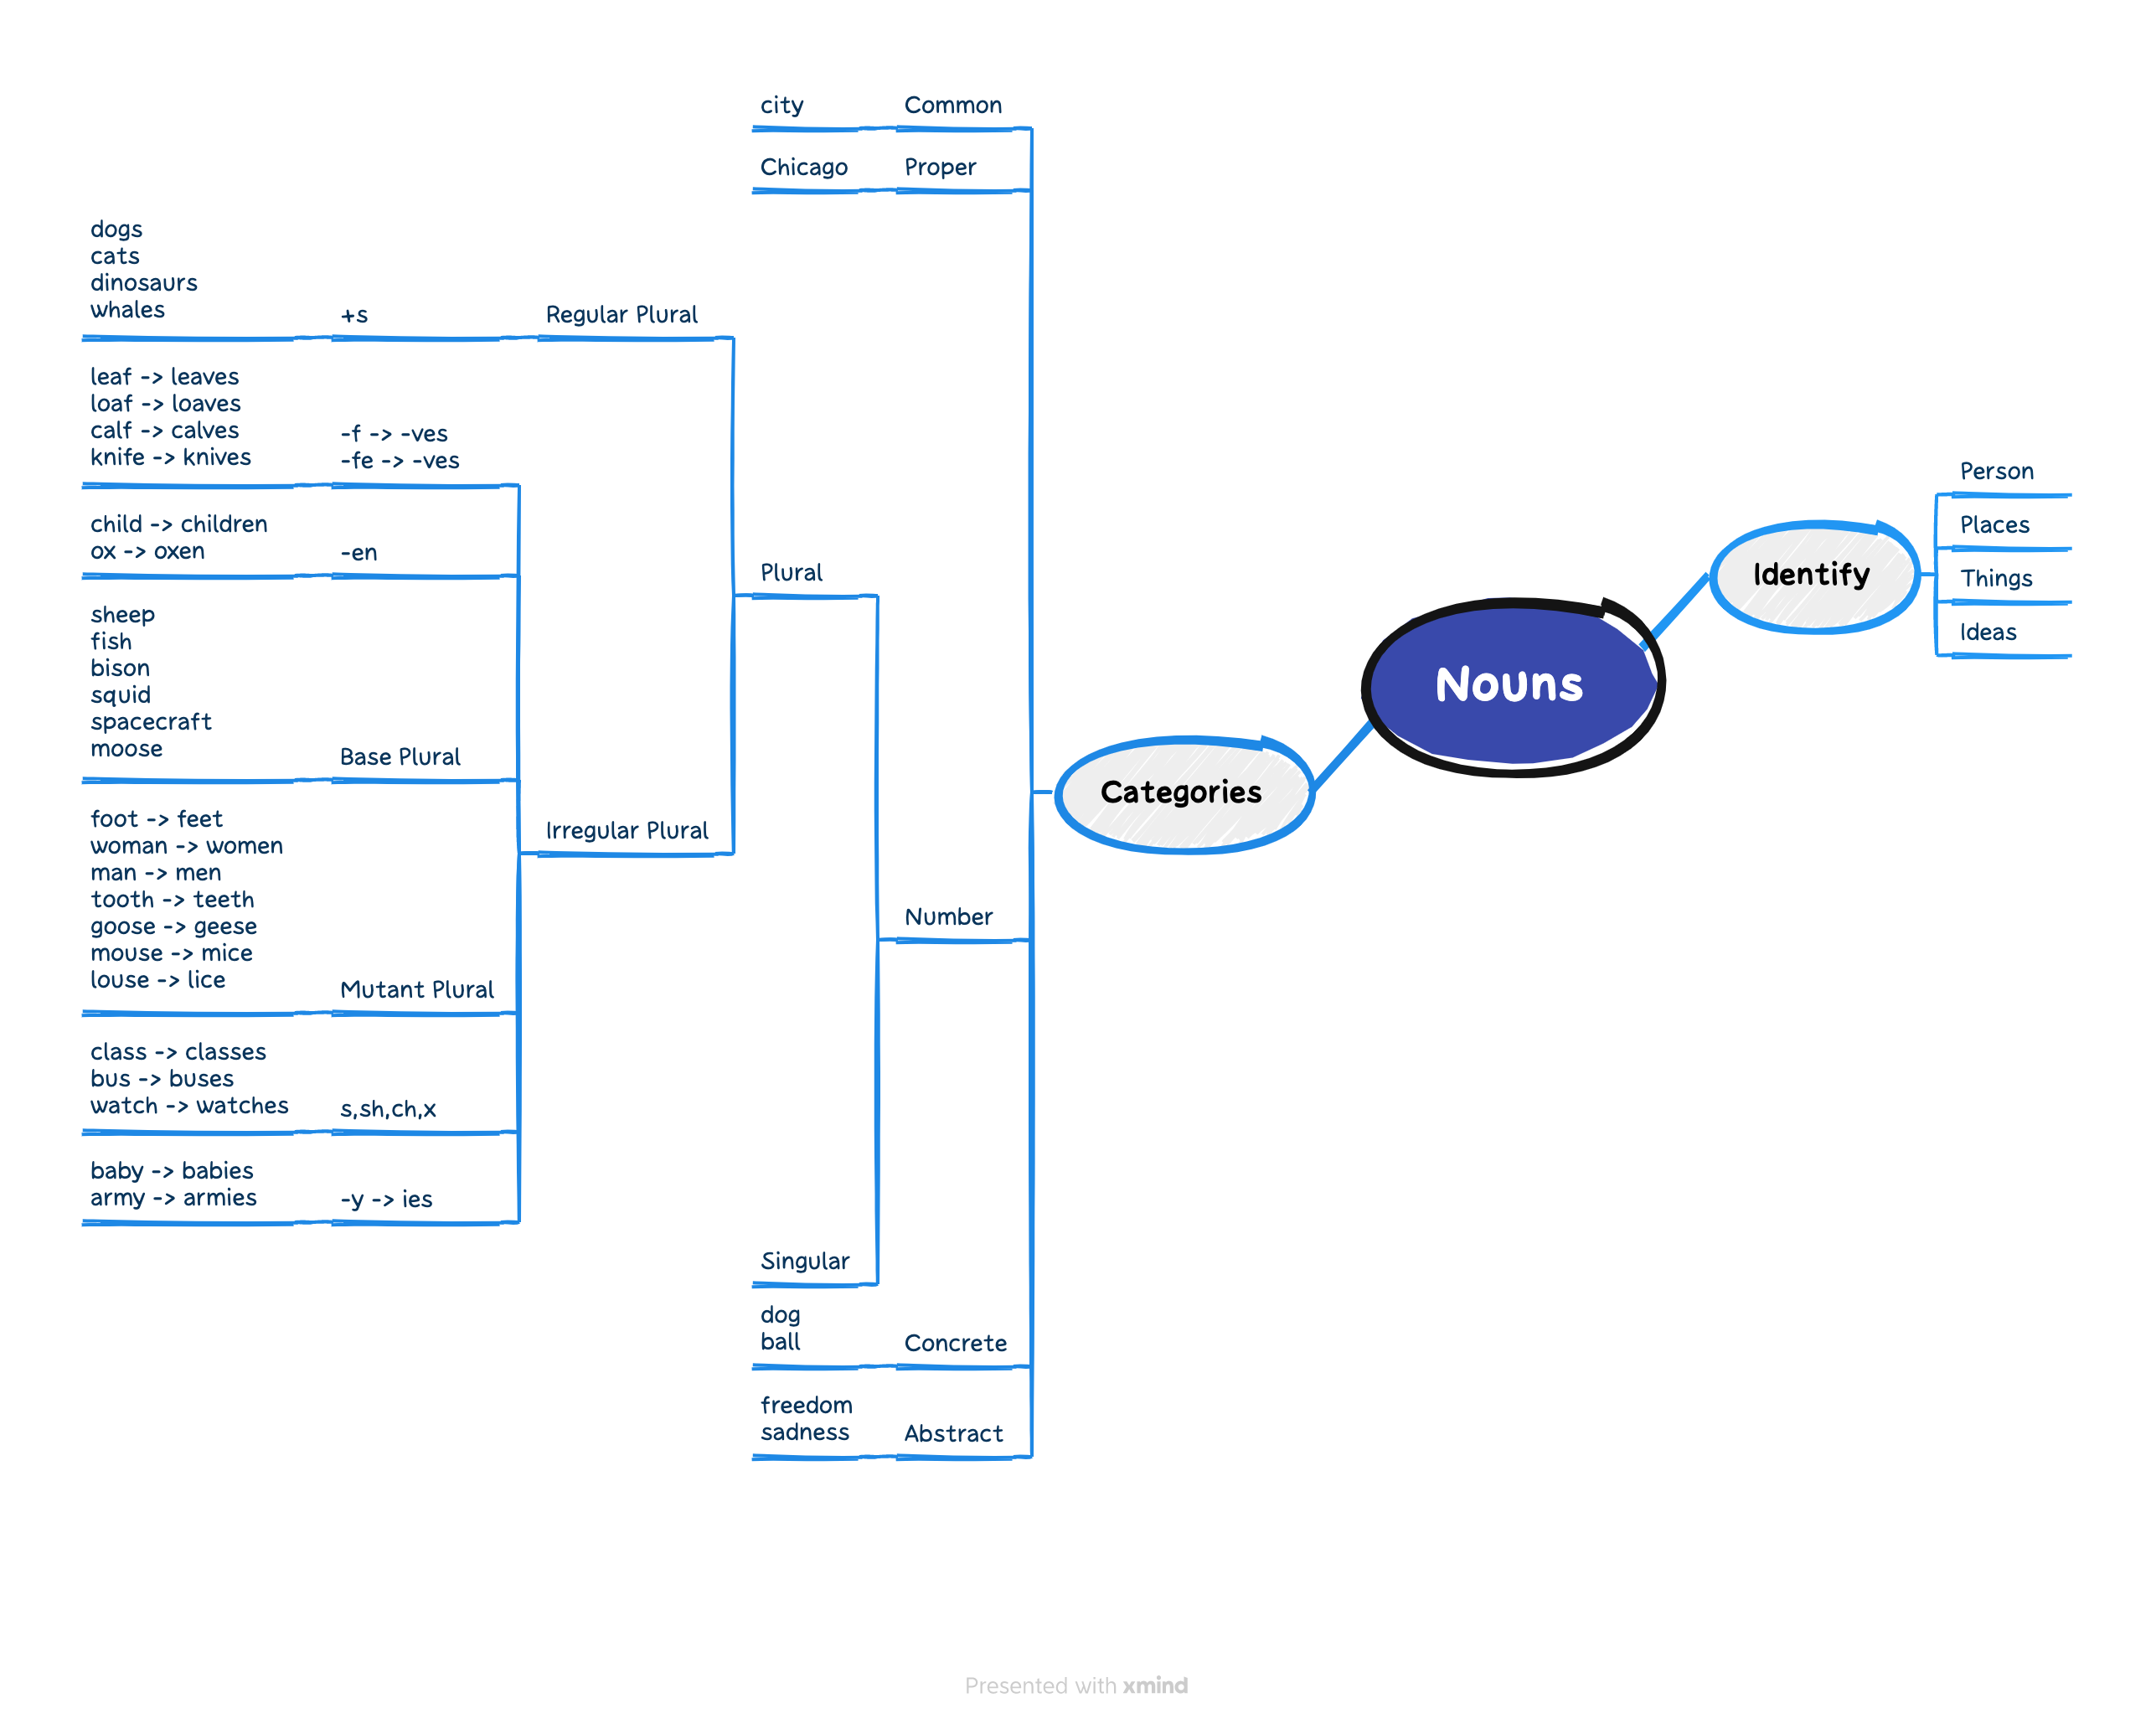 Nouns
Identify
Person
Places
Things
Ideas
Categories
Common
city
Proper
Chicago
Number
Plural
Regular Plural
+s
dogs
cats
dinosaurs
whales
Irregular Plural
-f -> -ves
-fe -> -ves
leaf -> leaves
loaf -> loaves
calf -> calves
knife -> knives
-en
child -> children
ox -> oxen
Base Plural
sheep
fish
bison
squid
spacecraft
moose
Mutant Plural
foot -> feet
woman -> women
man -> men
tooth -> teeth
goose -> geese
mouse -> mice
louse -> lice
s,sh,ch,x
class -> classes
bus -> buses
watch -> watches
-y -> ies
baby -> babies
army -> armies
Singular
Concrete
dog
ball
Abstract
freedom
sadness
Presented with xmind